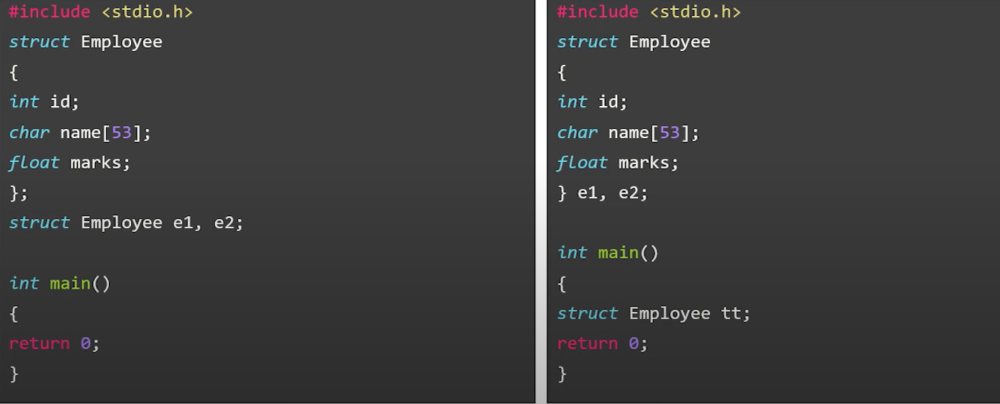 #include <stdio.h>
struct Employee
{
int id;
char name[53];
float marks;
};
struct Employee e1, e2;
int main()
{
return 0;
}
#include <stdio.h>
struct Employee
{
int id;
char name[53];
float marks;
} e1, e2;
int main()
{
struct Employee tt;
return 0;
}